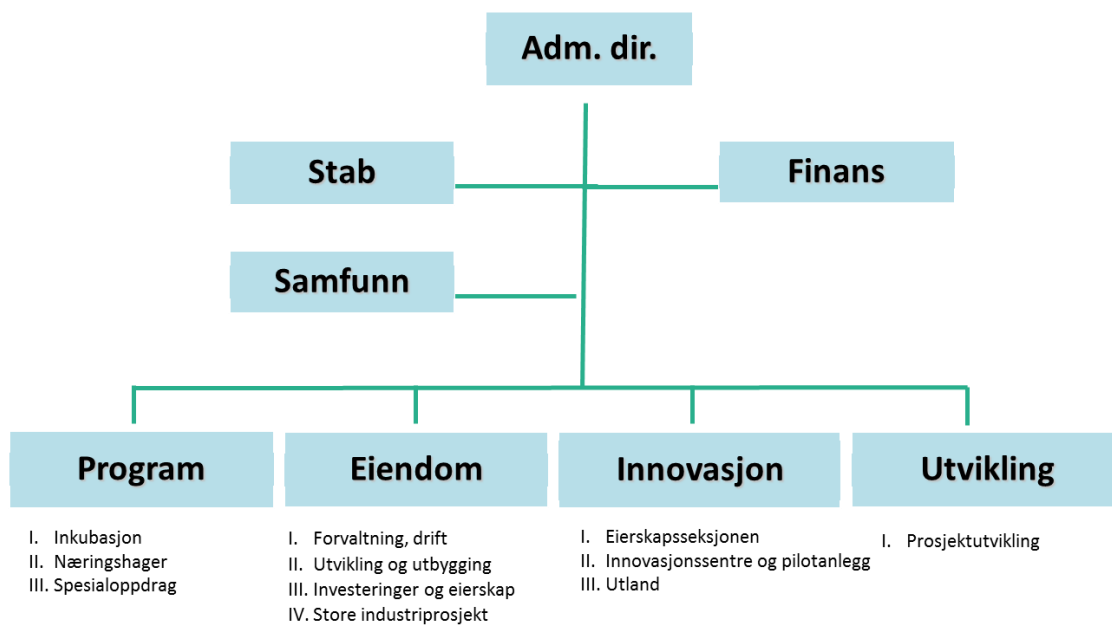 Adm. dir.
Stab
Finans
Samfunn
Program
I. Inkubasjon
II. Næringshager
III. Spesialoppdrag
Eiendom
I. Forvaltning, drift
II. Utvikling og utbygging
III. Investeringer og eierskap
IV. Store industriprosjekt
Innovasjon
I. Eierskapsseksjonen
II. Innovasjonssentre og pilotanlegg
III. Utland
Utvikling
I. Prosjektutvikling